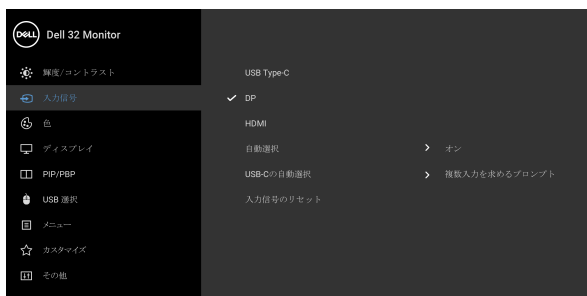 DELL Dell 32 Monitor
輝度/コントラスト
USB Type-C
入力信号
DP
色
HDMI
ディスプレイ
自動選択 オン
PIP/PBP
USB-Cの自動選択 複数入力を求めるプロンプト
USB 選択
入力信号のリセット
メニュー
カスタマイズ
その他